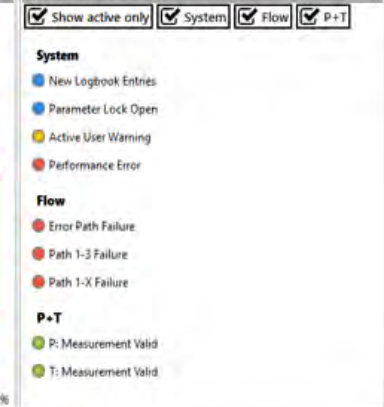 Show active only System Flow P+T
System
New Logbook Entries
Parameter Lock Open
Active User Warning
Performance Error
Flow
Error Path Failure
Path 1-3 Failure
Path 1-X Failure
P+T
P: Measurement Valid
T: Measurement Valid
%